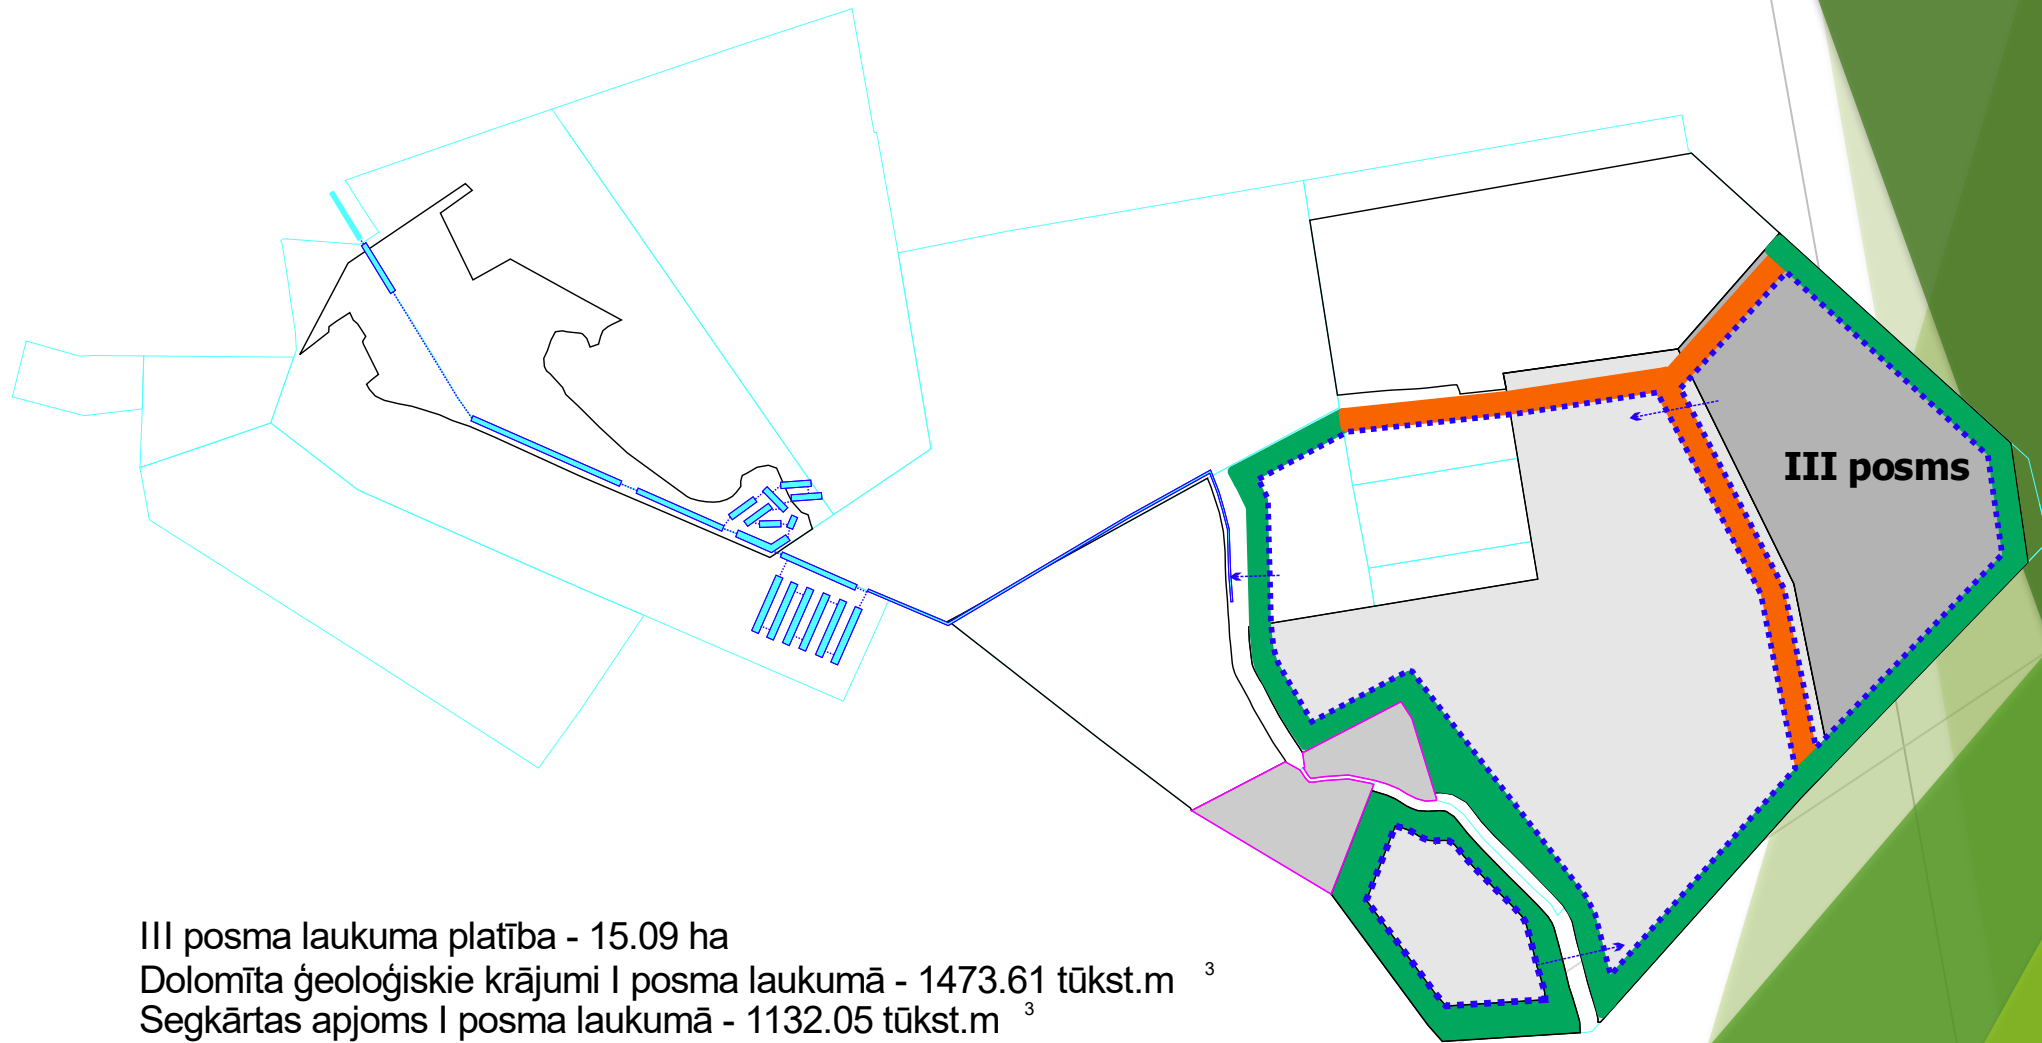 III posms
III posma laukuma platība - 15.09 ha
Dolomīta ģeoloģiskie krājumi I posma laukumā - 1473.61 tūkst.m ³
Segkārtas apjoms I posma laukumā - 1132.05 tūkst.m ³